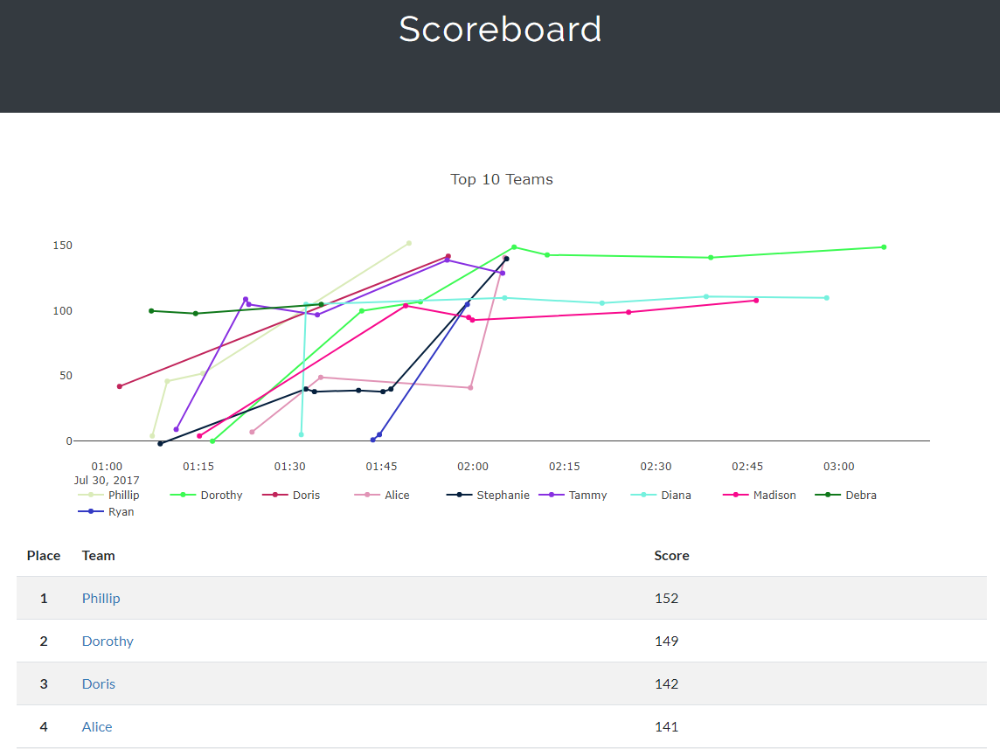 Scoreboard
Top 10 Teams
150
100
50
0
01:00 01:15 01:30 01:45 02:00 02:15 02:30 02:45 03:00
Jul 30, 2017
Phillip Dorothy Doris Alice Stephanie Tammy Diana Madison Debra
Ryan
Place Team Score
1 Phillip 152
2 Dorothy 149
3 Doris 142
4 Alice 141